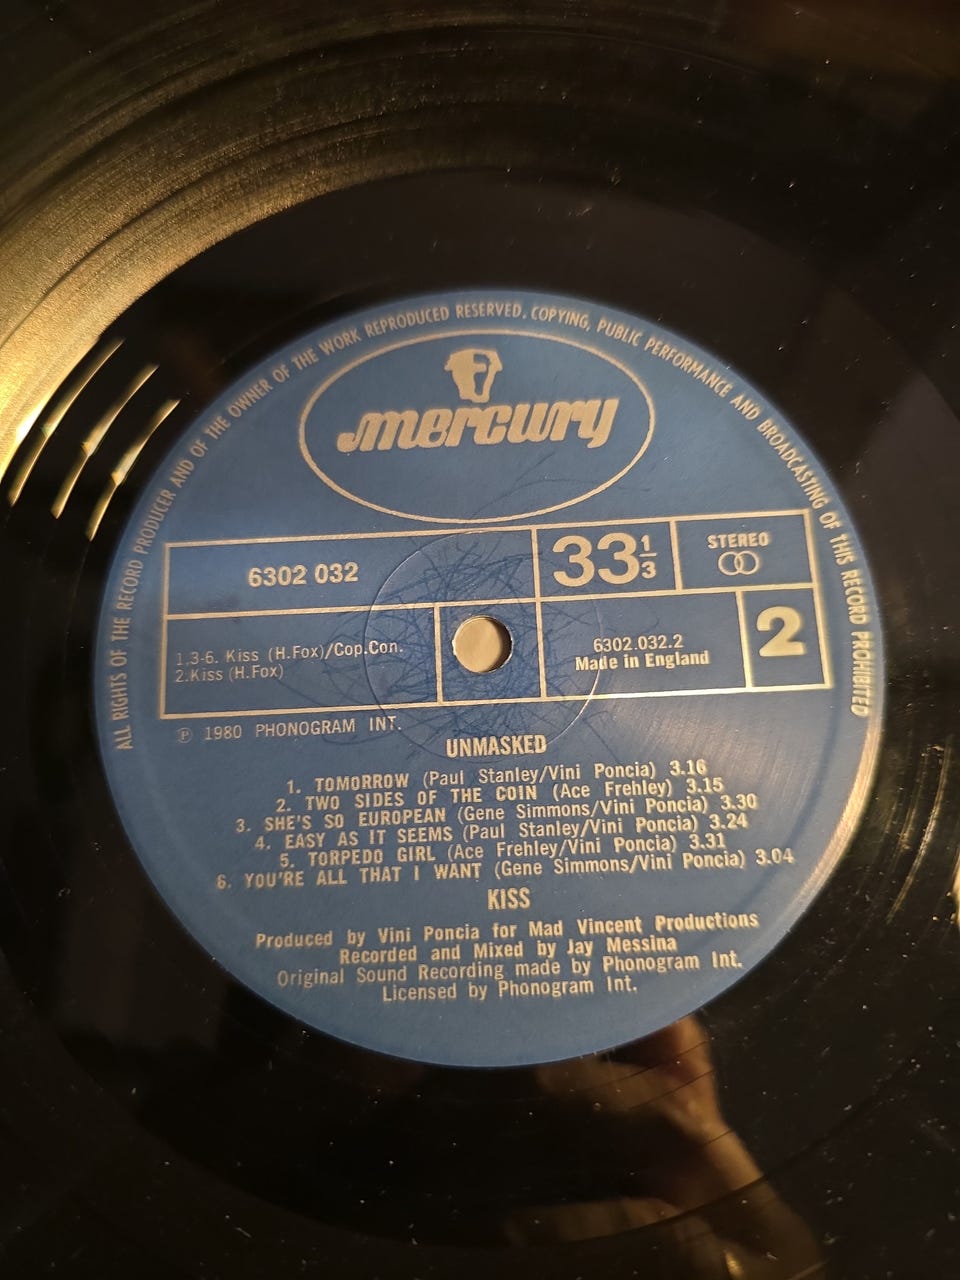 ALL RIGHTS OF THE RECORD PRODUCER AND OF THE OWNER OF THE WORK REPRODUCED RESERVED. COPYING, PUBLIC PERFORMANCE AND BROADCASTING OF THIS RECORD PROHIBITED
mercury
6302 032
33 1/3
STEREO
1,3-6. Kiss (H.Fox)/Cop.Con.
2.Kiss (H.Fox)
6302.032.2
Made in England
2
Ⓟ 1980 PHONOGRAM INT.
UNMASKED
1. TOMORROW (Paul Stanley/Vini Poncia) 3.16
2. TWO SIDES OF THE COIN (Ace Frehley) 3.15
3. SHE'S SO EUROPEAN (Gene Simmons/Vini Poncia) 3.30
4. EASY AS IT SEEMS (Paul Stanley/Vini Poncia) 3.24
5. TORPEDO GIRL (Ace Frehley/Vini Poncia) 3.31
6. YOU'RE ALL THAT I WANT (Gene Simmons/Vini Poncia) 3.04
KISS
Produced by Vini Poncia for Mad Vincent Productions
Recorded and Mixed by Jay Messina
Original Sound Recording made by Phonogram Int.
Licensed by Phonogram Int.